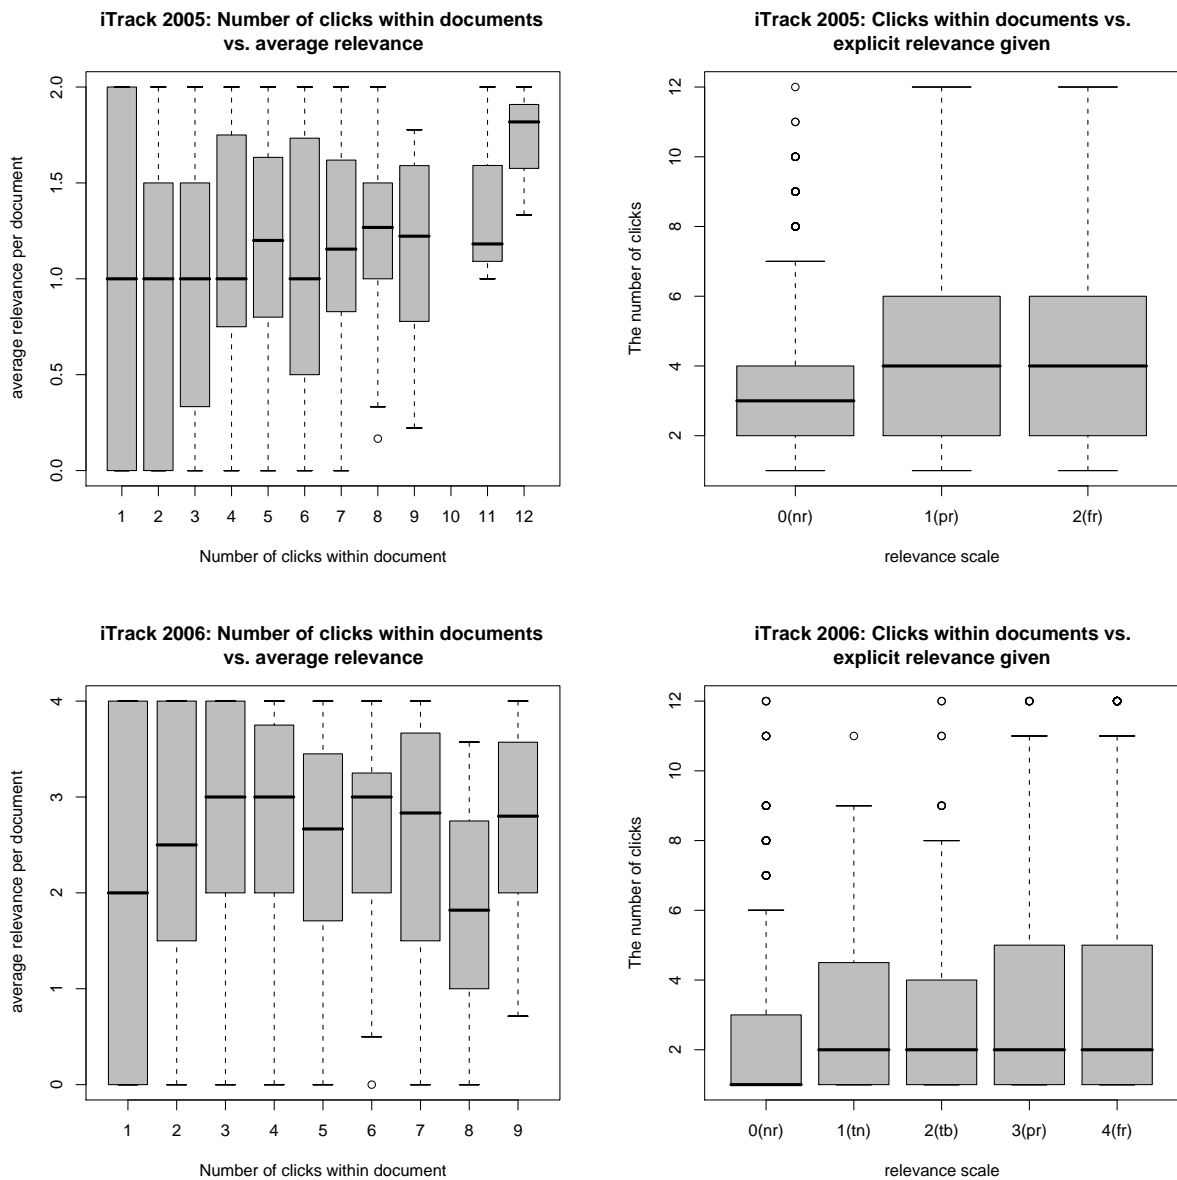 iTrack 2005: Number of clicks within documents
vs. average relevance
average relevance per document
2.0
1.5
1.0
0.5
0.0
1 2 3 4 5 6 7 8 9 10 11 12
Number of clicks within document
iTrack 2005: Clicks within documents vs.
explicit relevance given
The number of clicks
12
10
8
6
4
2
0(nr) 1(pr) 2(fr)
relevance scale
iTrack 2006: Number of clicks within documents
vs. average relevance
average relevance per document
4
3
2
1
0
1 2 3 4 5 6 7 8 9
Number of clicks within document
iTrack 2006: Clicks within documents vs.
explicit relevance given
The number of clicks
12
10
8
6
4
2
0(nr) 1(tn) 2(tb) 3(pr) 4(fr)
relevance scale